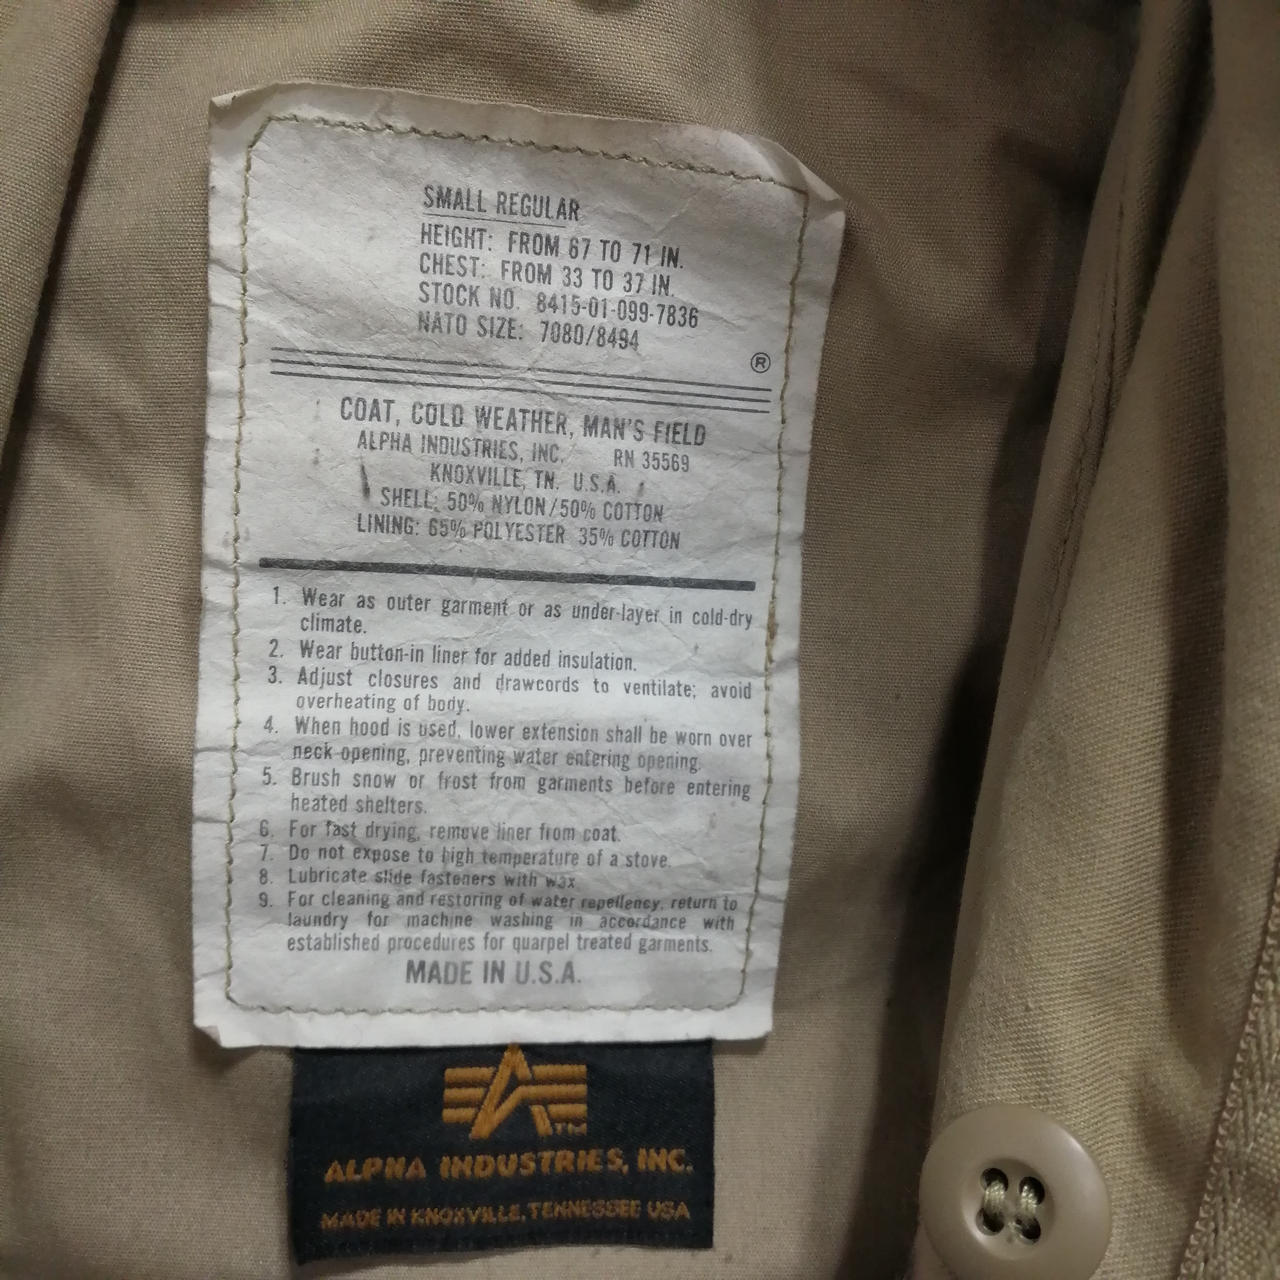 SMALL REGULAR
HEIGHT: FROM 67 TO 71 IN.
CHEST: FROM 33 TO 37 IN.
STOCK NO. 8415-01-099-7836
NATO SIZE: 7080/8494
®
COAT, COLD WEATHER, MAN'S FIELD
ALPHA INDUSTRIES, INC. RN 35569
KNOXVILLE, TN. U.S.A.
SHELL: 50% NYLON/50% COTTON
LINING: 65% POLYESTER 35% COTTON
1. Wear as outer garment or as under-layer in cold-dry
climate.
2. Wear button-in liner for added insulation.
3. Adjust closures and drawcords to ventilate; avoid
overheating of body.
4. When hood is used, lower extension shall be worn over
neck opening, preventing water entering opening.
5. Brush snow or frost from garments before entering
heated shelters.
6. For fast drying, remove liner from coat.
7. Do not expose to high temperature of a stove.
8. Lubricate slide fasteners with wax
9. For cleaning and restoring of water repellency, return to
laundry for machine washing in accordance with
established procedures for quarpel treated garments.
MADE IN U.S.A.
TM
ALPHA INDUSTRIES, INC.
MADE IN KNOXVILLE, TENNESSEE USA